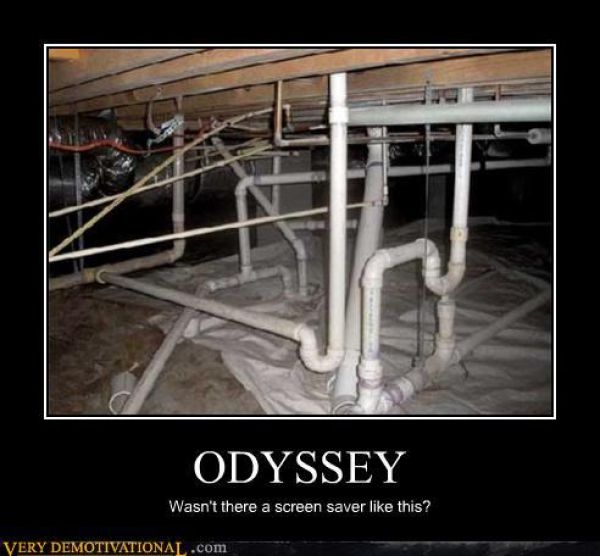 ODYSSEY
Wasn't there a screen saver like this?
VERY DEMOTIVATIONAL.com